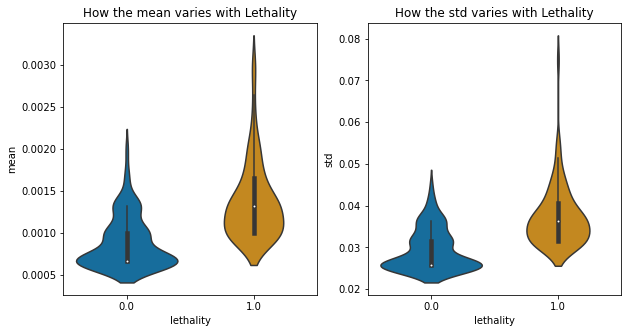 How the mean varies with Lethality
mean
0.0030
0.0025
0.0020
0.0015
0.0010
0.0005
0.0
1.0
lethality
How the std varies with Lethality
std
0.08
0.07
0.06
0.05
0.04
0.03
0.02
0.0
1.0
lethality